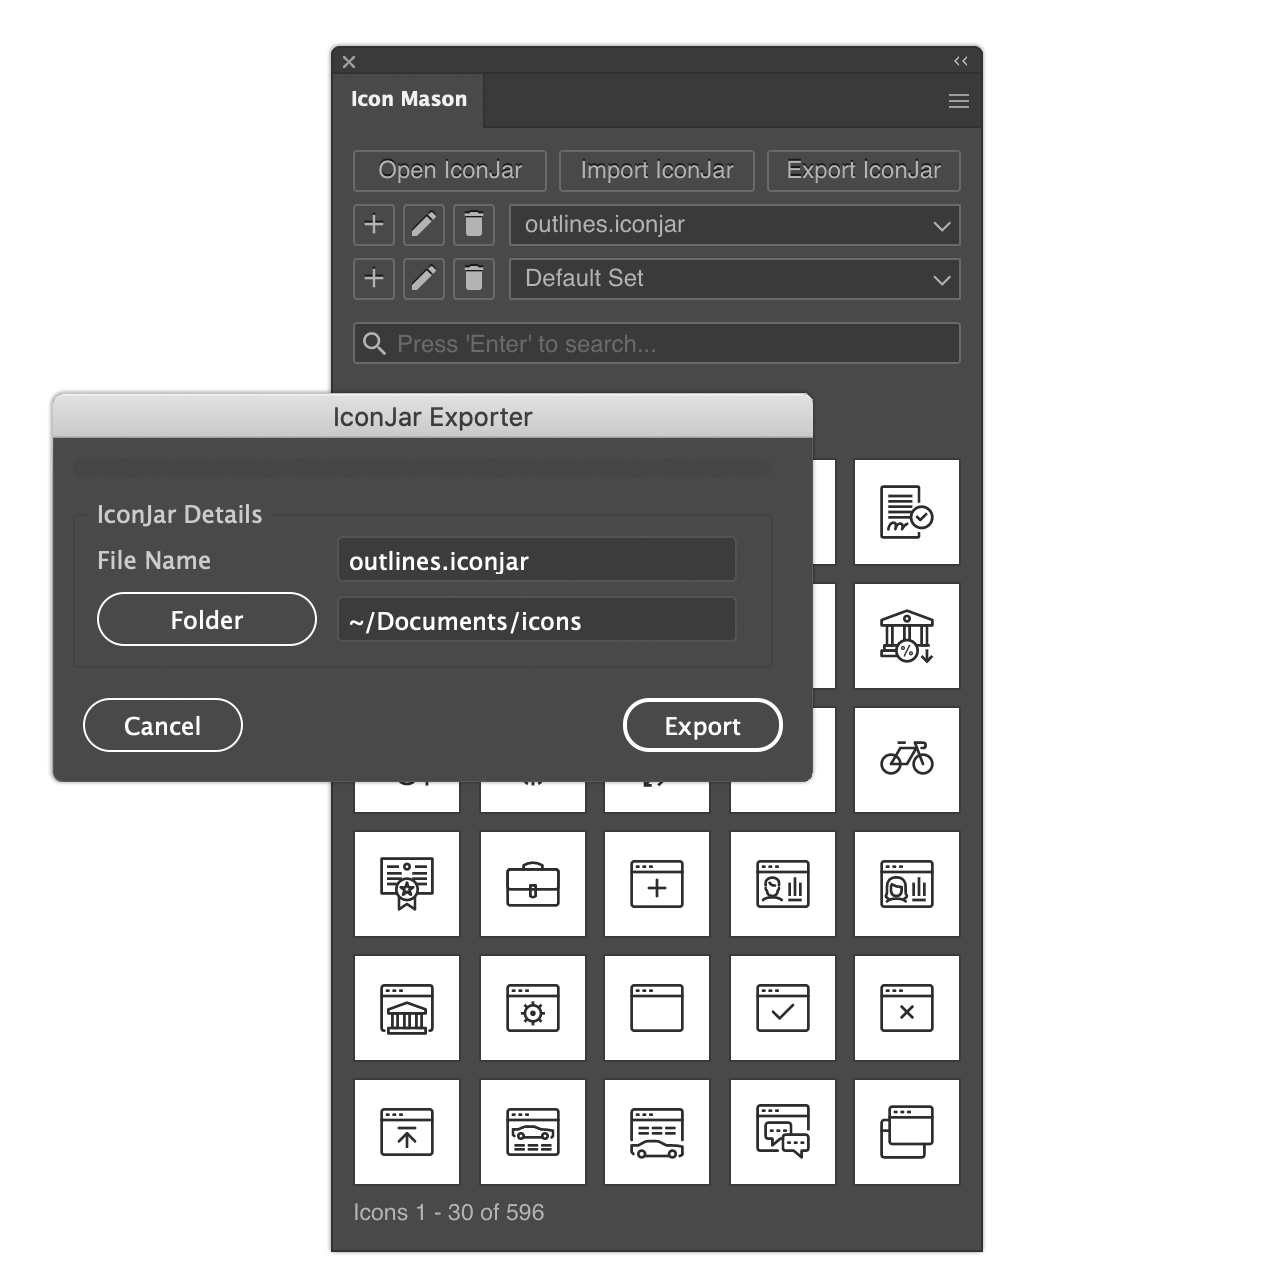 Icon Mason
Open IconJar
Import IconJar
Export IconJar
outlines.iconjar
Default Set
Press 'Enter' to search...
IconJar Exporter
IconJar Details
File Name
outlines.iconjar
Folder
~/Documents/icons
Cancel
Export
Icons 1 - 30 of 596